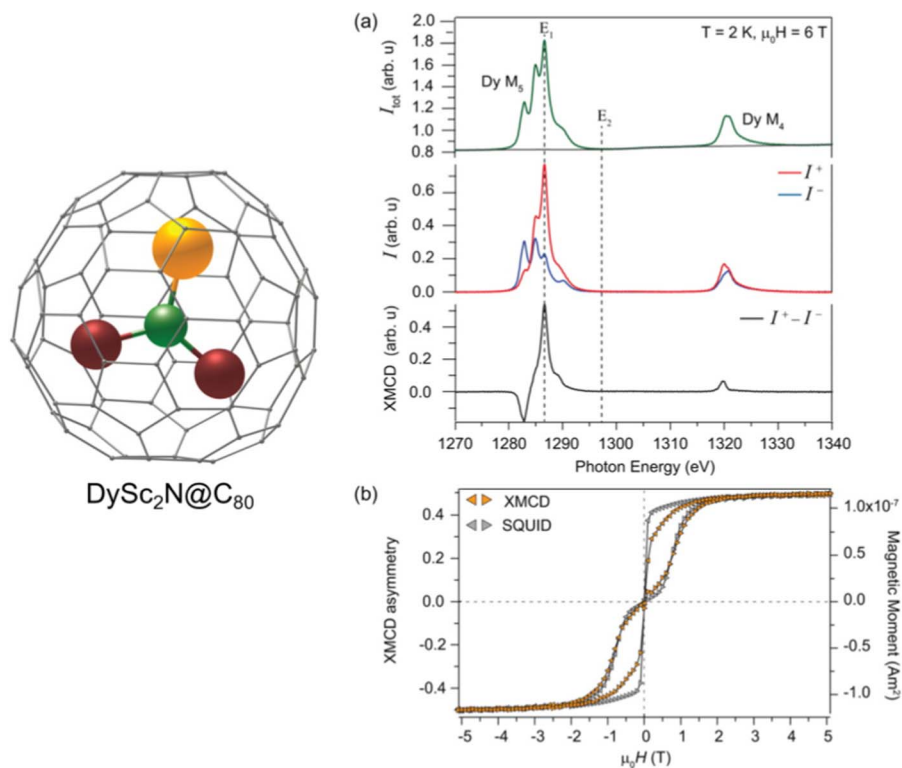 DySc₂N@C₈₀
(a)
T = 2 K, μ₀H = 6 T
E₁
Dy M₅
E₂
Dy M₄
I_tot (arb. u)
2.0
1.8
1.6
1.4
1.2
1.0
0.8
I⁺
I⁻
I (arb. u)
0.6
0.4
0.2
0.0
I⁺ – I⁻
XMCD (arb. u)
0.4
0.2
0.0
1270 1280 1290 1300 1310 1320 1330 1340
Photon Energy (eV)
(b)
XMCD
SQUID
XMCD asymmetry
0.4
0.2
0.0
-0.2
-0.4
1.0x10⁻⁷
0.5
0.0
-0.5
-1.0
Magnetic Moment (Am²)
-5 -4 -3 -2 -1 0 1 2 3 4 5
μ₀H (T)